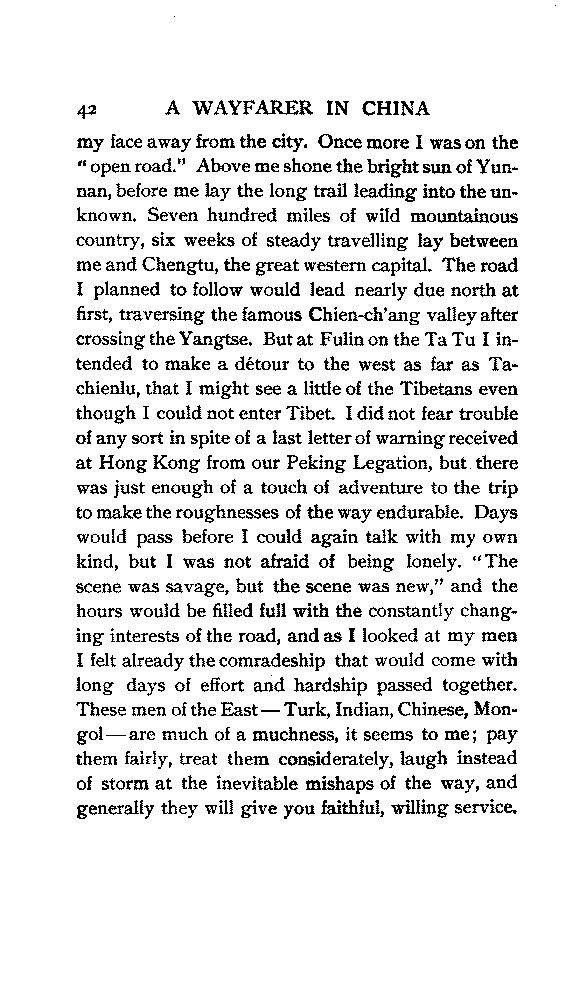 42 A WAYFARER IN CHINA
my face away from the city. Once more I was on the
“open road.” Above me shone the bright sun of Yun-
nan, before me lay the long trail leading into the un-
known. Seven hundred miles of wild mountainous
country, six weeks of steady travelling lay between
me and Chengtu, the great western capital. The road
I planned to follow would lead nearly due north at
first, traversing the famous Chien-ch’ang valley after
crossing the Yangtse. But at Fulin on the Ta Tu I in-
tended to make a détour to the west as far as Ta-
chienlu, that I might see a little of the Tibetans even
though I could not enter Tibet. I did not fear trouble
of any sort in spite of a last letter of warning received
at Hong Kong from our Peking Legation, but there
was just enough of a touch of adventure to the trip
to make the roughnesses of the way endurable. Days
would pass before I could again talk with my own
kind, but I was not afraid of being lonely. “The
scene was savage, but the scene was new,” and the
hours would be filled full with the constantly chang-
ing interests of the road, and as I looked at my men
I felt already the comradeship that would come with
long days of effort and hardship passed together.
These men of the East — Turk, Indian, Chinese, Mon-
gol — are much of a muchness, it seems to me; pay
them fairly, treat them considerately, laugh instead
of storm at the inevitable mishaps of the way, and
generally they will give you faithful, willing service.